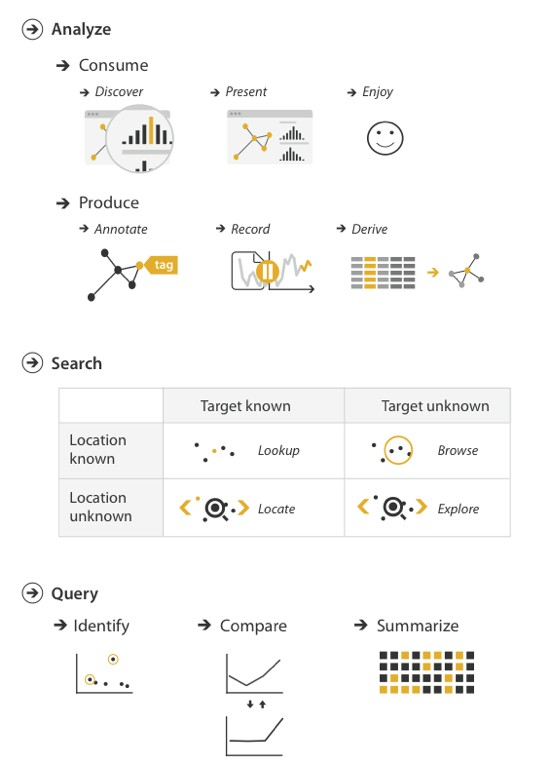 Analyze
Consume
Discover
Present
Enjoy
Produce
Annotate
Record
Derive
tag
Search
Target known
Target unknown
Location
known
Lookup
Browse
Location
unknown
Locate
Explore
Query
Identify
Compare
Summarize